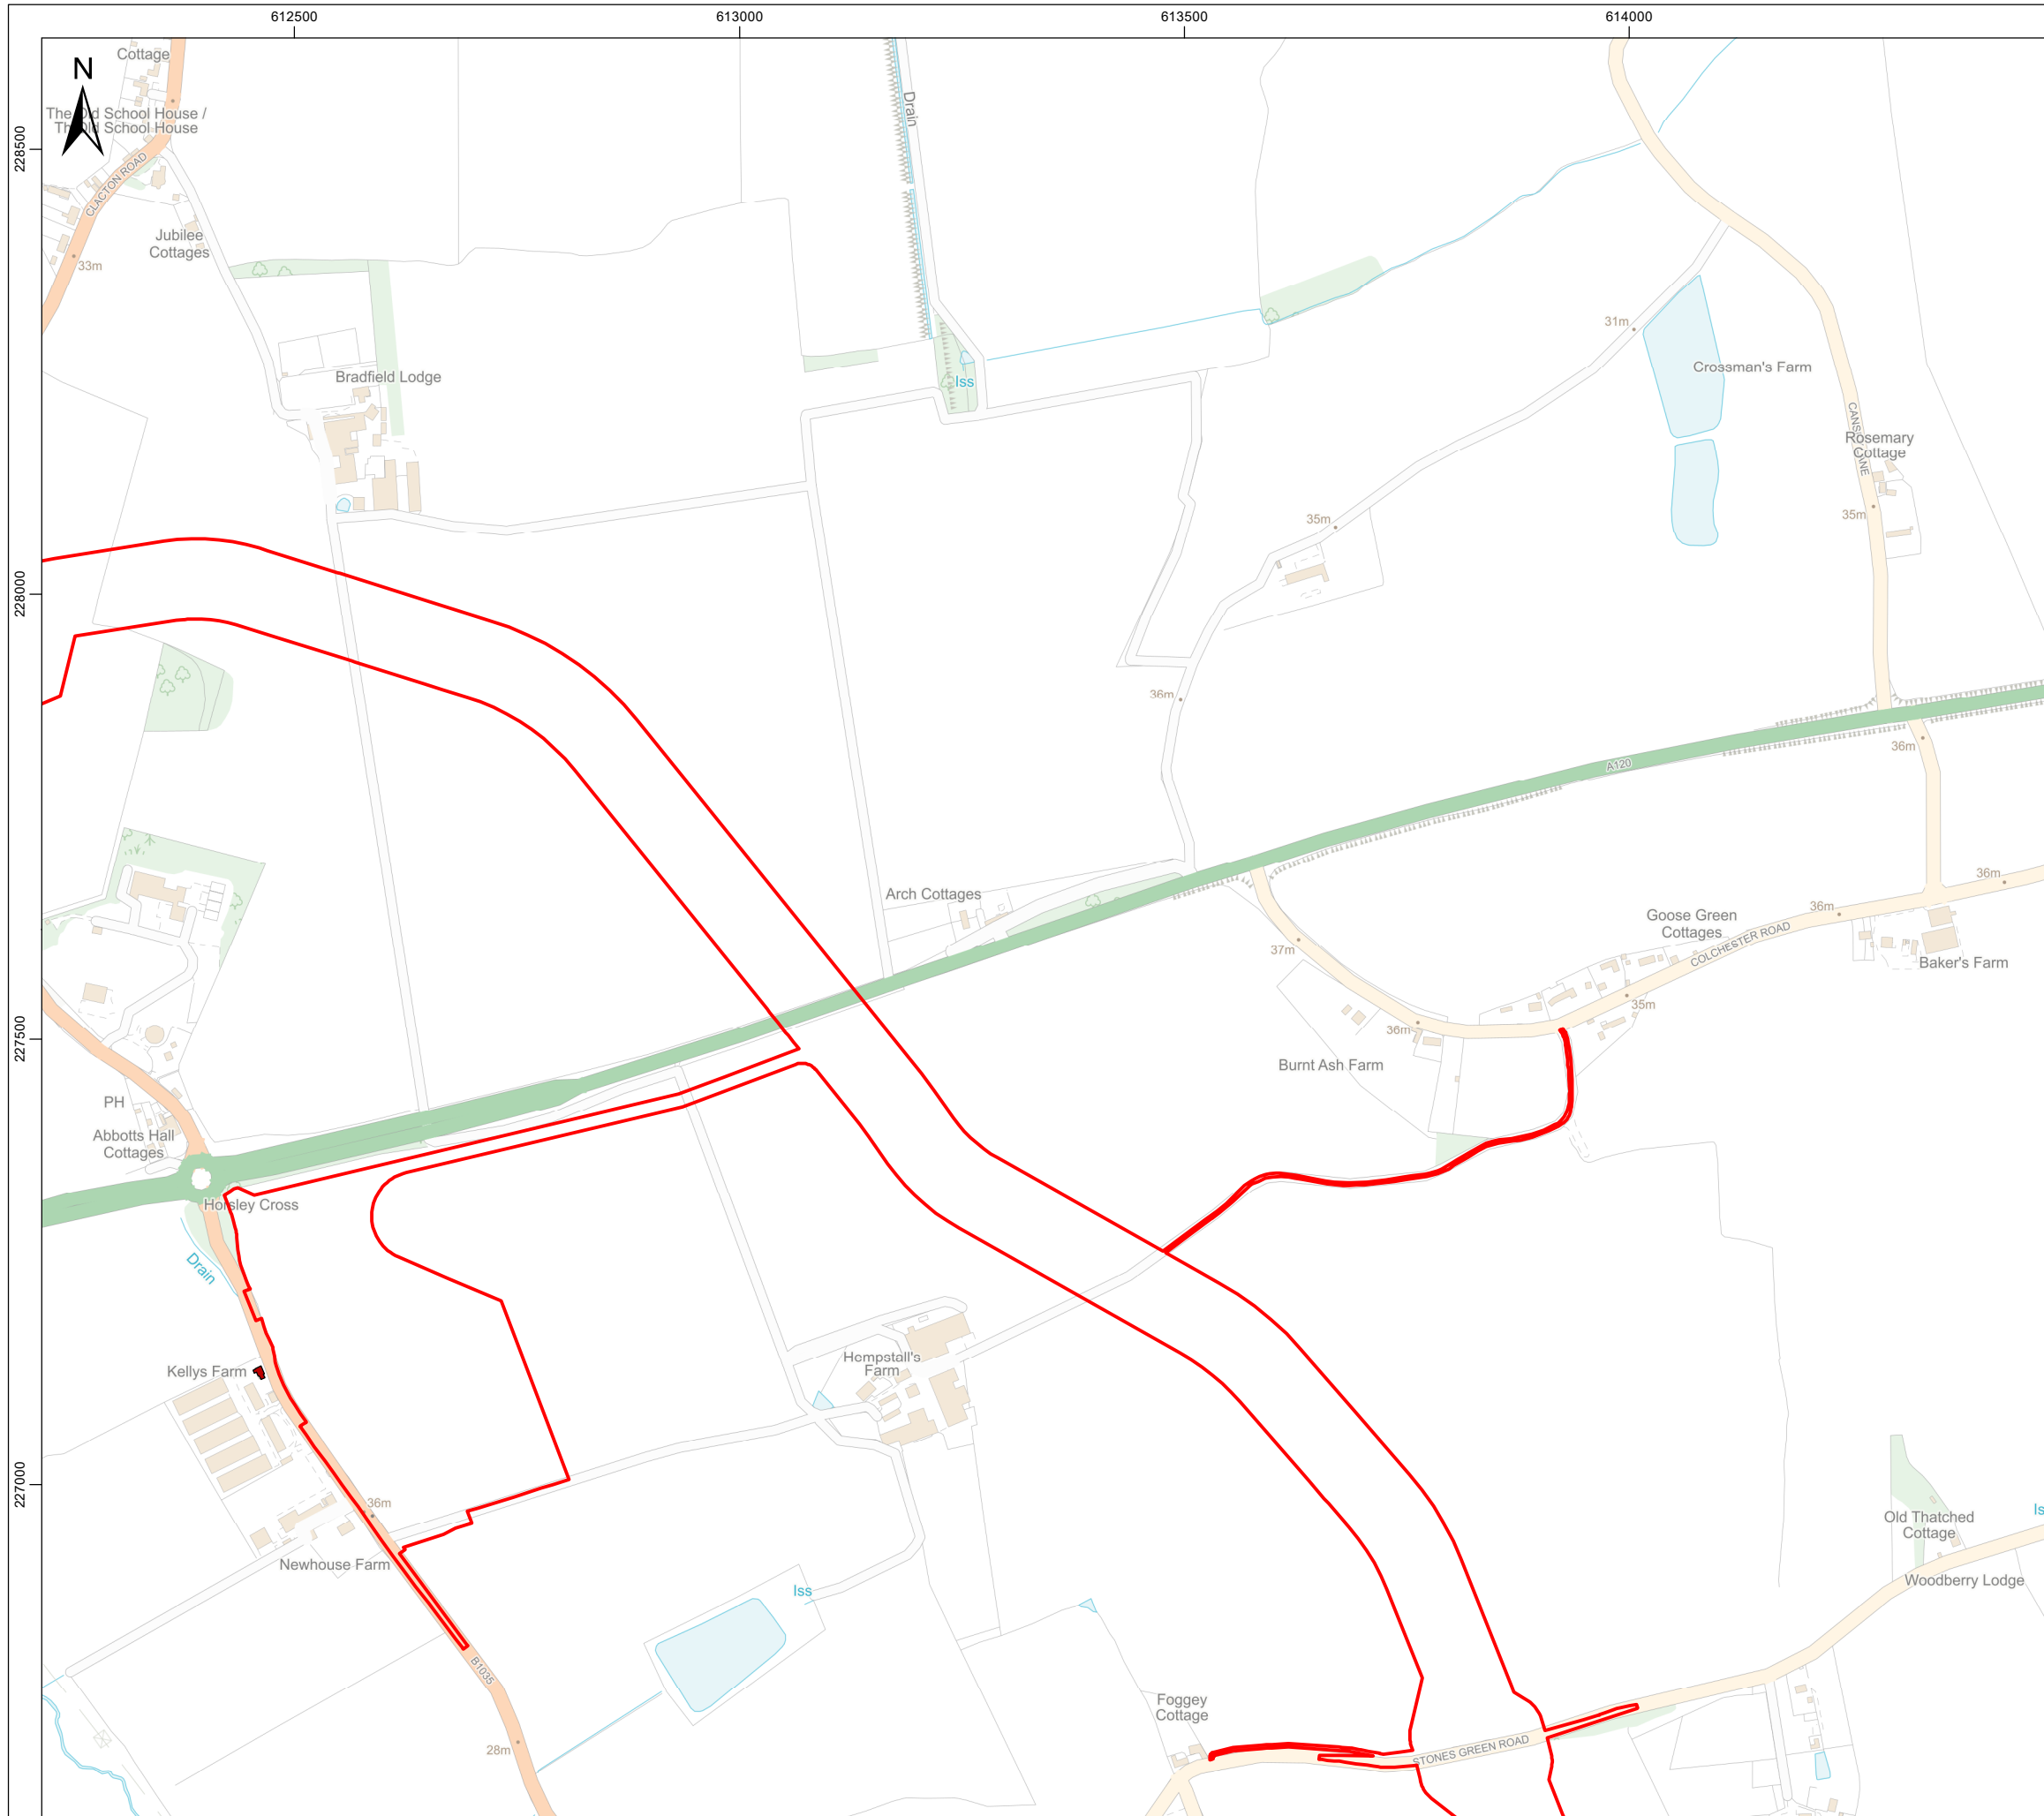 612500
613000
613500
614000
N
Cottage
The Old School House /
The Old School House
228500
CLACTON ROAD
Drain
Jubilee
Cottages
33m
31m
Bradfield Lodge
Iss
Crossman's Farm
Rosemary
Cottage
35m
35m
228000
36m
36m
A120
Arch Cottages
36m
36m
Goose Green
Cottages
COLCHESTER ROAD
37m
Baker's Farm
35m
36m
227500
Burnt Ash Farm
PH
Abbotts Hall
Cottages
Horsley Cross
Drain
Hempstall's
Farm
Kellys Farm
227000
36m
Old Thatched
Cottage
Newhouse Farm
Woodberry Lodge
Iss
B1035
Foggey
Cottage
28m
STONES GREEN ROAD